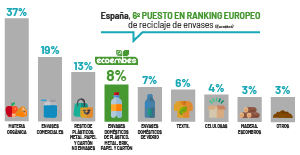 37%
España, 6º PUESTO EN RANKING EUROPEO
de reciclaje de envases
19%
13%
ecoembes
8%
7%
6%
4%
3%
3%
MATERIA
ORGÁNICA
ENVASES
COMERCIALES
RESTO DE
PLÁSTICOS,
METAL, PAPEL
Y CARTÓN
NO ENVASES
ENVASES
DOMÉSTICOS
DE PLÁSTICO,
METAL, BRIK,
PAPEL Y CARTÓN
ENVASES
DOMÉSTICOS
DE VIDRIO
TEXTIL
CELULOSAS
MADERA,
ESCOMBROS
OTROS